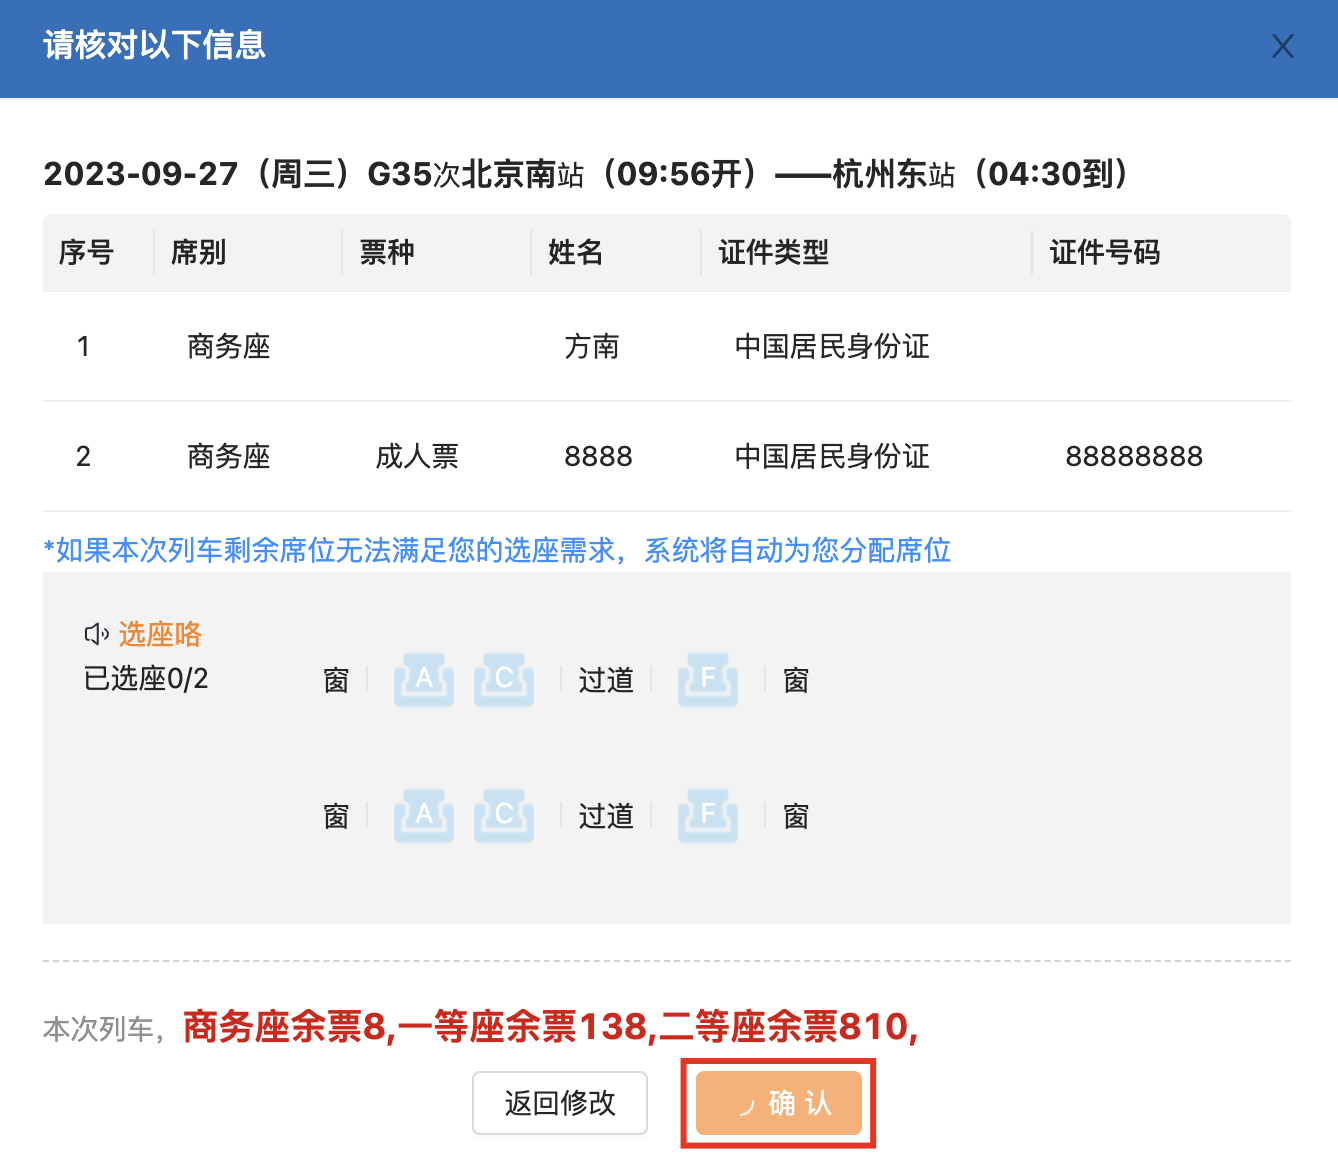 请核对以下信息
2023-09-27（周三）G35次北京南站（09:56开）——杭州东站（04:30到）
序号 席别 票种 姓名 证件类型 证件号码
1 商务座 方南 中国居民身份证
2 商务座 成人票 8888 中国居民身份证 88888888
*如果本次列车剩余席位无法满足您的选座需求，系统将自动为您分配席位
选座咯
已选座0/2 窗 A C 过道 F 窗
窗 A C 过道 F 窗
本次列车，商务座余票8,一等座余票138,二等座余票810,
返回修改 确 认